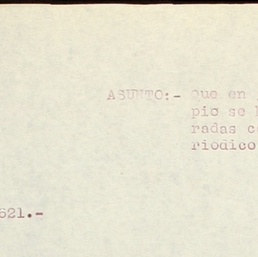 ASUNTO:- Que en
pio se
radas c
riodico
621.-